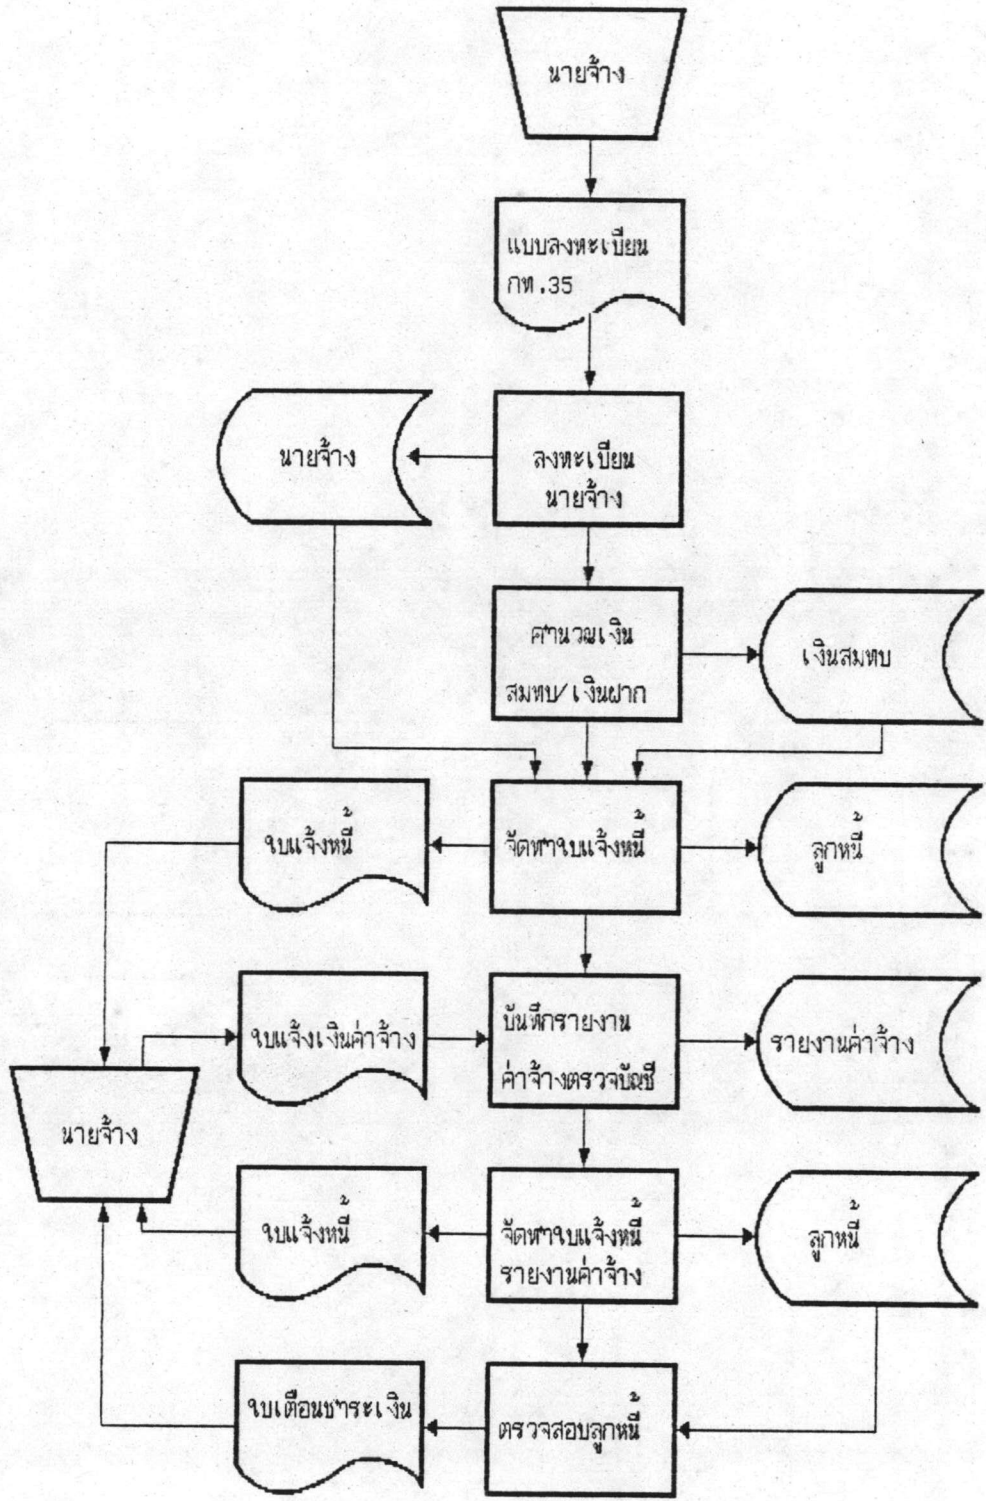 นายจ้าง
แบบลงทะเบียน
กท.35
นายจ้าง
ลงทะเบียน
นายจ้าง
คำนวณเงิน
สมทบ/เงินฝาก
เงินสมทบ
ใบแจ้งหนี้
จัดทำใบแจ้งหนี้
ลูกหนี้
ใบแจ้งเงินค่าจ้าง
บันทึกรายงาน
ค่าจ้างตรวจบัญชี
รายงานค่าจ้าง
นายจ้าง
ใบแจ้งหนี้
จัดทำใบแจ้งหนี้
รายงานค่าจ้าง
ลูกหนี้
ใบเตือนชำระเงิน
ตรวจสอบลูกหนี้